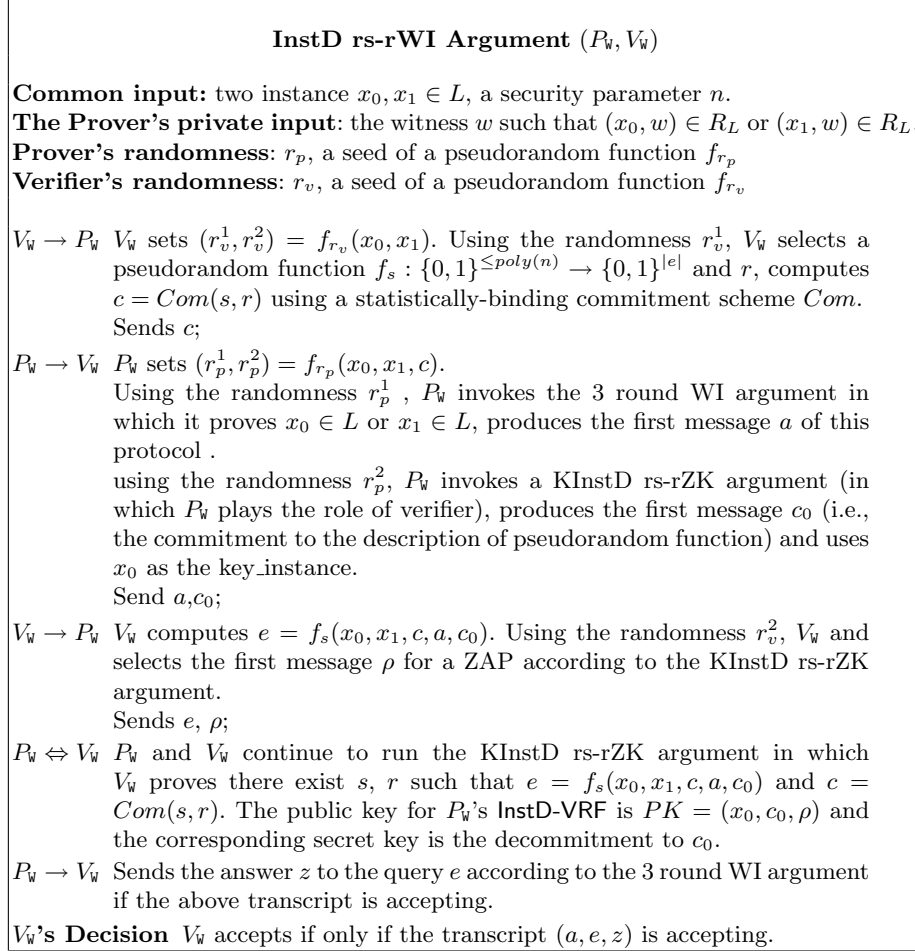 InstD rs-rWI Argument (P_W, V_W)
Common input: two instance x_0, x_1 ∈ L, a security parameter n.
The Prover's private input: the witness w such that (x_0, w) ∈ R_L or (x_1, w) ∈ R_L.
Prover's randomness: r_p, a seed of a pseudorandom function f_{r_p}
Verifier's randomness: r_v, a seed of a pseudorandom function f_{r_v}
V_W → P_W V_W sets (r_v^1, r_v^2) = f_{r_v}(x_0, x_1). Using the randomness r_v^1, V_W selects a
pseudorandom function f_s : {0, 1}^{≤poly(n)} → {0, 1}^{|e|} and r, computes
c = Com(s, r) using a statistically-binding commitment scheme Com.
Sends c;
P_W → V_W P_W sets (r_p^1, r_p^2) = f_{r_p}(x_0, x_1, c).
Using the randomness r_p^1 , P_W invokes the 3 round WI argument in
which it proves x_0 ∈ L or x_1 ∈ L, produces the first message a of this
protocol .
using the randomness r_p^2, P_W invokes a KInstD rs-rZK argument (in
which P_W plays the role of verifier), produces the first message c_0 (i.e.,
the commitment to the description of pseudorandom function) and uses
x_0 as the key_instance.
Send a,c_0;
V_W → P_W V_W computes e = f_s(x_0, x_1, c, a, c_0). Using the randomness r_v^2, V_W and
selects the first message ρ for a ZAP according to the KInstD rs-rZK
argument.
Sends e, ρ;
P_W ⇔ V_W P_W and V_W continue to run the KInstD rs-rZK argument in which
V_W proves there exist s, r such that e = f_s(x_0, x_1, c, a, c_0) and c =
Com(s, r). The public key for P_W's InstD-VRF is PK = (x_0, c_0, ρ) and
the corresponding secret key is the decommitment to c_0.
P_W → V_W Sends the answer z to the query e according to the 3 round WI argument
if the above transcript is accepting.
V_W's Decision V_W accepts if only if the transcript (a, e, z) is accepting.